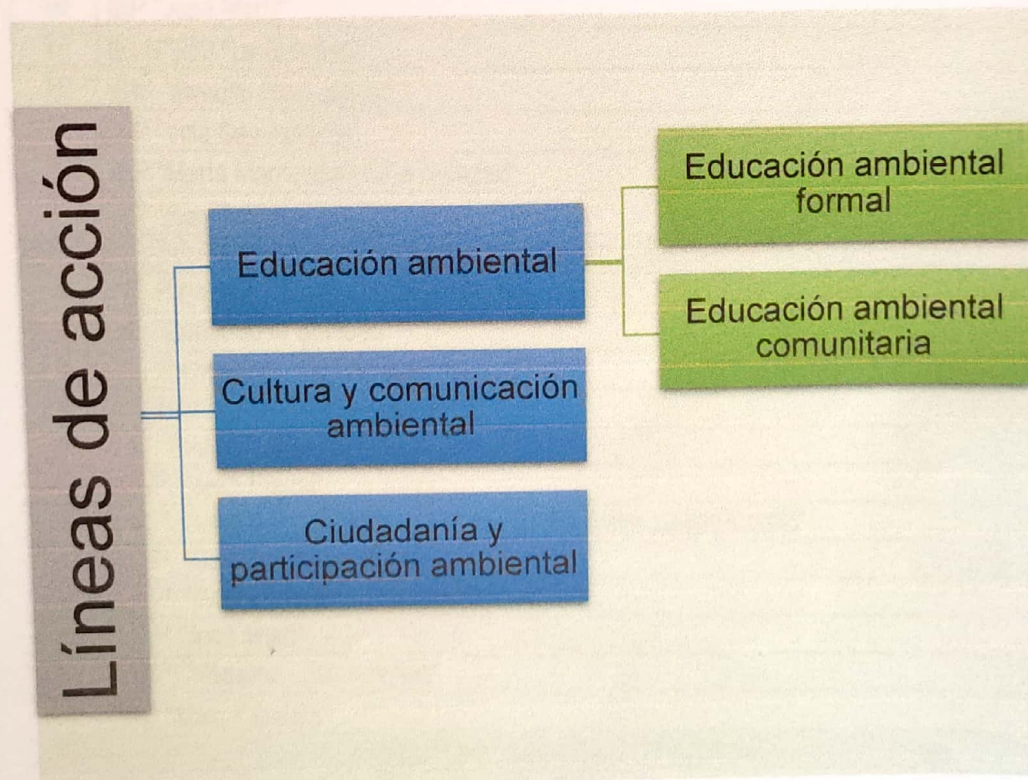 Líneas de acción
Educación ambiental
Cultura y comunicación
ambiental
Ciudadanía y
participación ambiental
Educación ambiental
formal
Educación ambiental
comunitaria